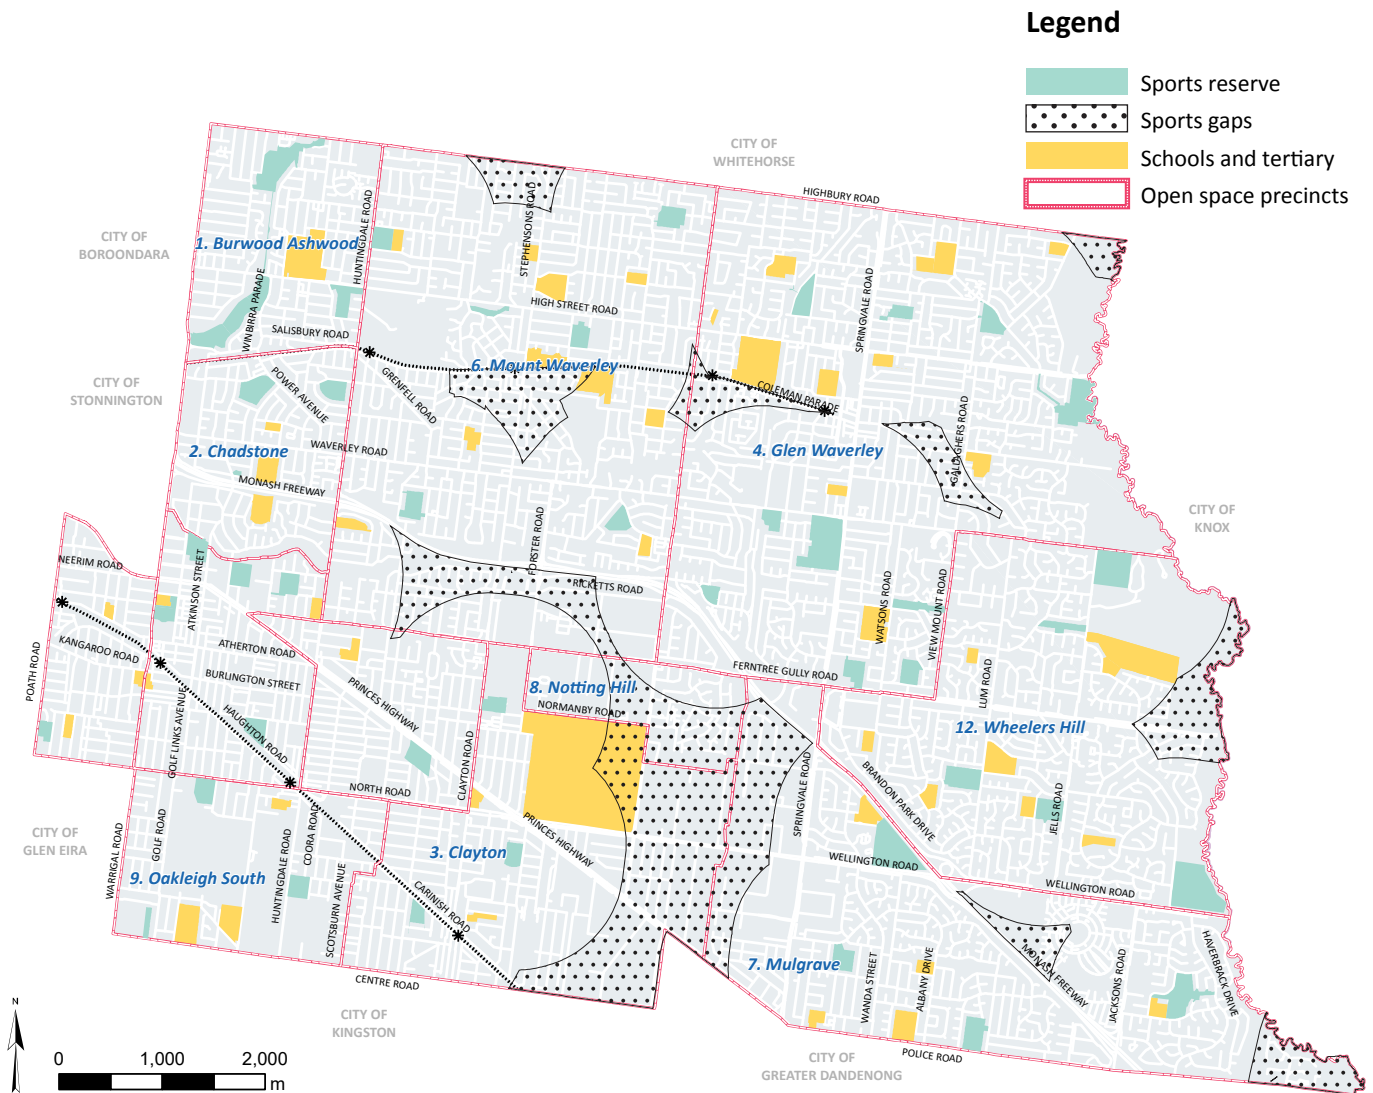 Legend
Sports reserve
Sports gaps
Schools and tertiary
Open space precincts
CITY OF
WHITEHORSE
HIGHBURY ROAD
CITY OF
BOROONDARA
1. Burwood Ashwood
HUNTINGDALE ROAD
STEPHENSONS ROAD
WINBIRRA PARADE
SALISBURY ROAD
HIGH STREET ROAD
SPRINGVALE ROAD
CITY OF
STONNINGTON
POWER AVENUE
GRENFELL ROAD
6. Mount Waverley
COLEMAN PARADE
2. Chadstone
WAVERLEY ROAD
MONASH FREEWAY
4. Glen Waverley
GALLAGHERS ROAD
CITY OF
KNOX
NEERIM ROAD
ATKINSON STREET
FORSTER ROAD
RICKETTS ROAD
WATSONS ROAD
VIEW MOUNT ROAD
POATH ROAD
KANGAROO ROAD
ATHERTON ROAD
BURLINGTON STREET
GOLF LINKS AVENUE
HAUGHTON ROAD
PRINCES HIGHWAY
CLAYTON ROAD
NORTH ROAD
8. Notting Hill
NORMANBY ROAD
FERNTREE GULLY ROAD
LUM ROAD
12. Wheelers Hill
SPRINGVALE ROAD
BRANDON PARK DRIVE
JELLS ROAD
CITY OF
GLEN EIRA
WARRIGAL ROAD
GOLF ROAD
9. Oakleigh South
HUNTINGDALE ROAD
COORA ROAD
SCOTSBURN AVENUE
3. Clayton
CARINISH ROAD
PRINCES HIGHWAY
WELLINGTON ROAD
WELLINGTON ROAD
7. Mulgrave
WANDA STREET
ALBANY DRIVE
MONASH FREEWAY
JACKSONS ROAD
HAVERBRACK DRIVE
CENTRE ROAD
CITY OF
KINGSTON
POLICE ROAD
CITY OF
GREATER DANDENONG
N
0 1,000 2,000
m